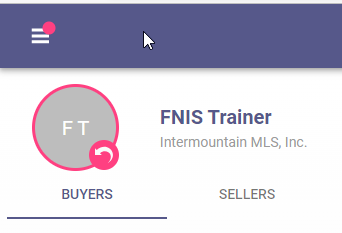 F T
FNIS Trainer
Intermountain MLS, Inc.
BUYERS
SELLERS